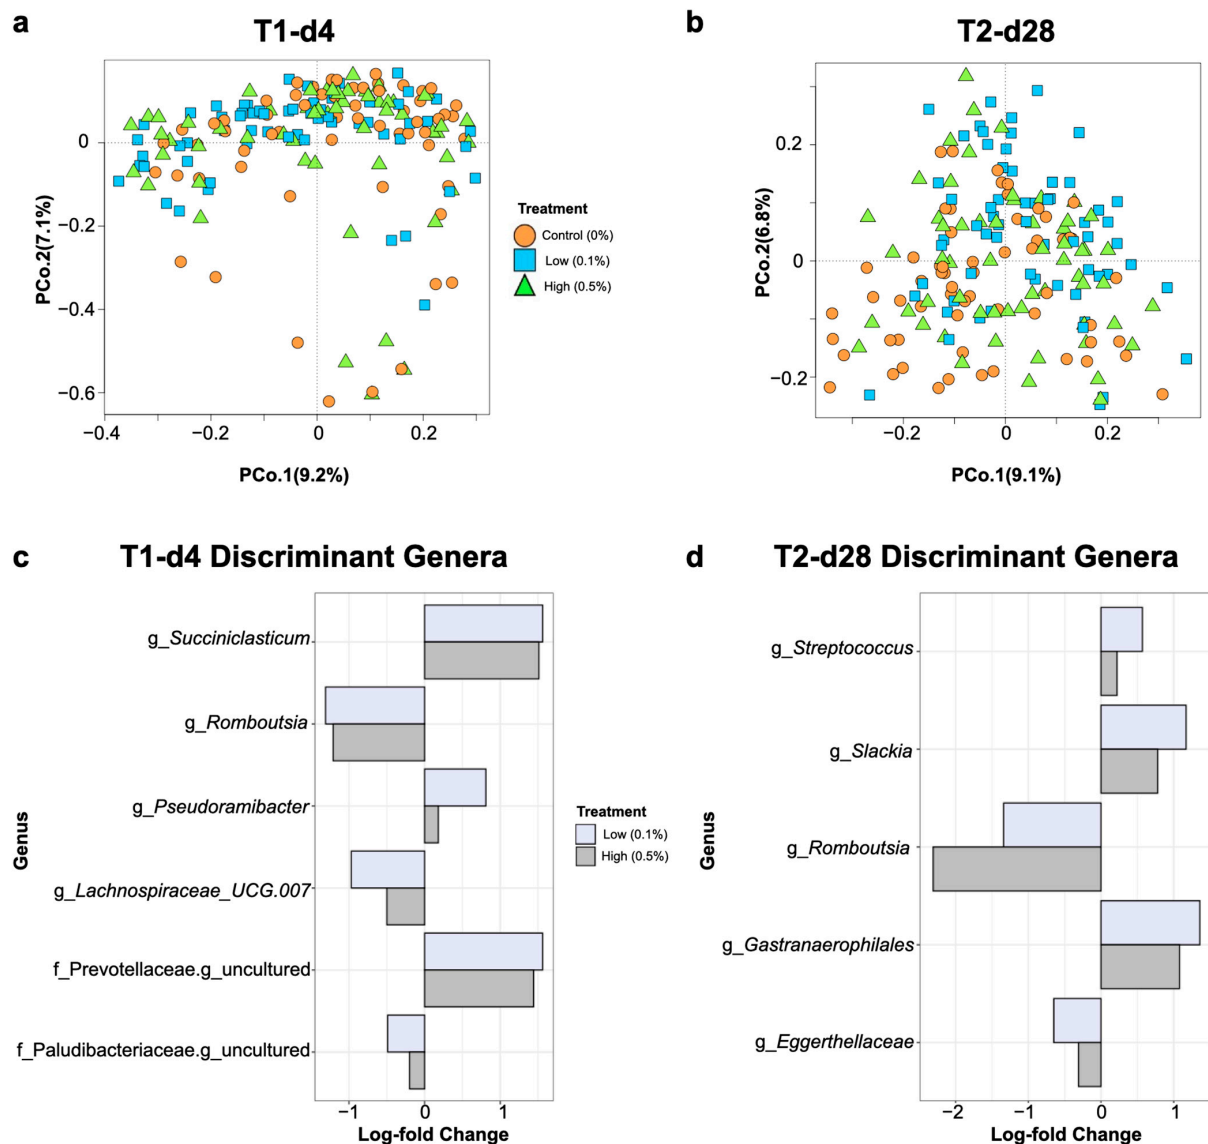 a
T1-d4
PCo.2(7.1%)
0
−0.2
−0.4
−0.6
−0.4
−0.2
0
0.2
PCo.1(9.2%)
Treatment
Control (0%)
Low (0.1%)
High (0.5%)
b
T2-d28
PCo.2(6.8%)
0.2
0
−0.2
−0.2
0
0.2
PCo.1(9.1%)
c
T1-d4 Discriminant Genera
Genus
g_Succiniclasticum
g_Romboutsia
g_Pseudoramibacter
g_Lachnospiraceae_UCG.007
f_Prevotellaceae.g_uncultured
f_Paludibacteriaceae.g_uncultured
−1
0
1
Log-fold Change
Treatment
Low (0.1%)
High (0.5%)
d
T2-d28 Discriminant Genera
Genus
g_Streptococcus
g_Slackia
g_Romboutsia
g_Gastranaerophilales
g_Eggerthellaceae
−2
−1
0
1
Log-fold Change